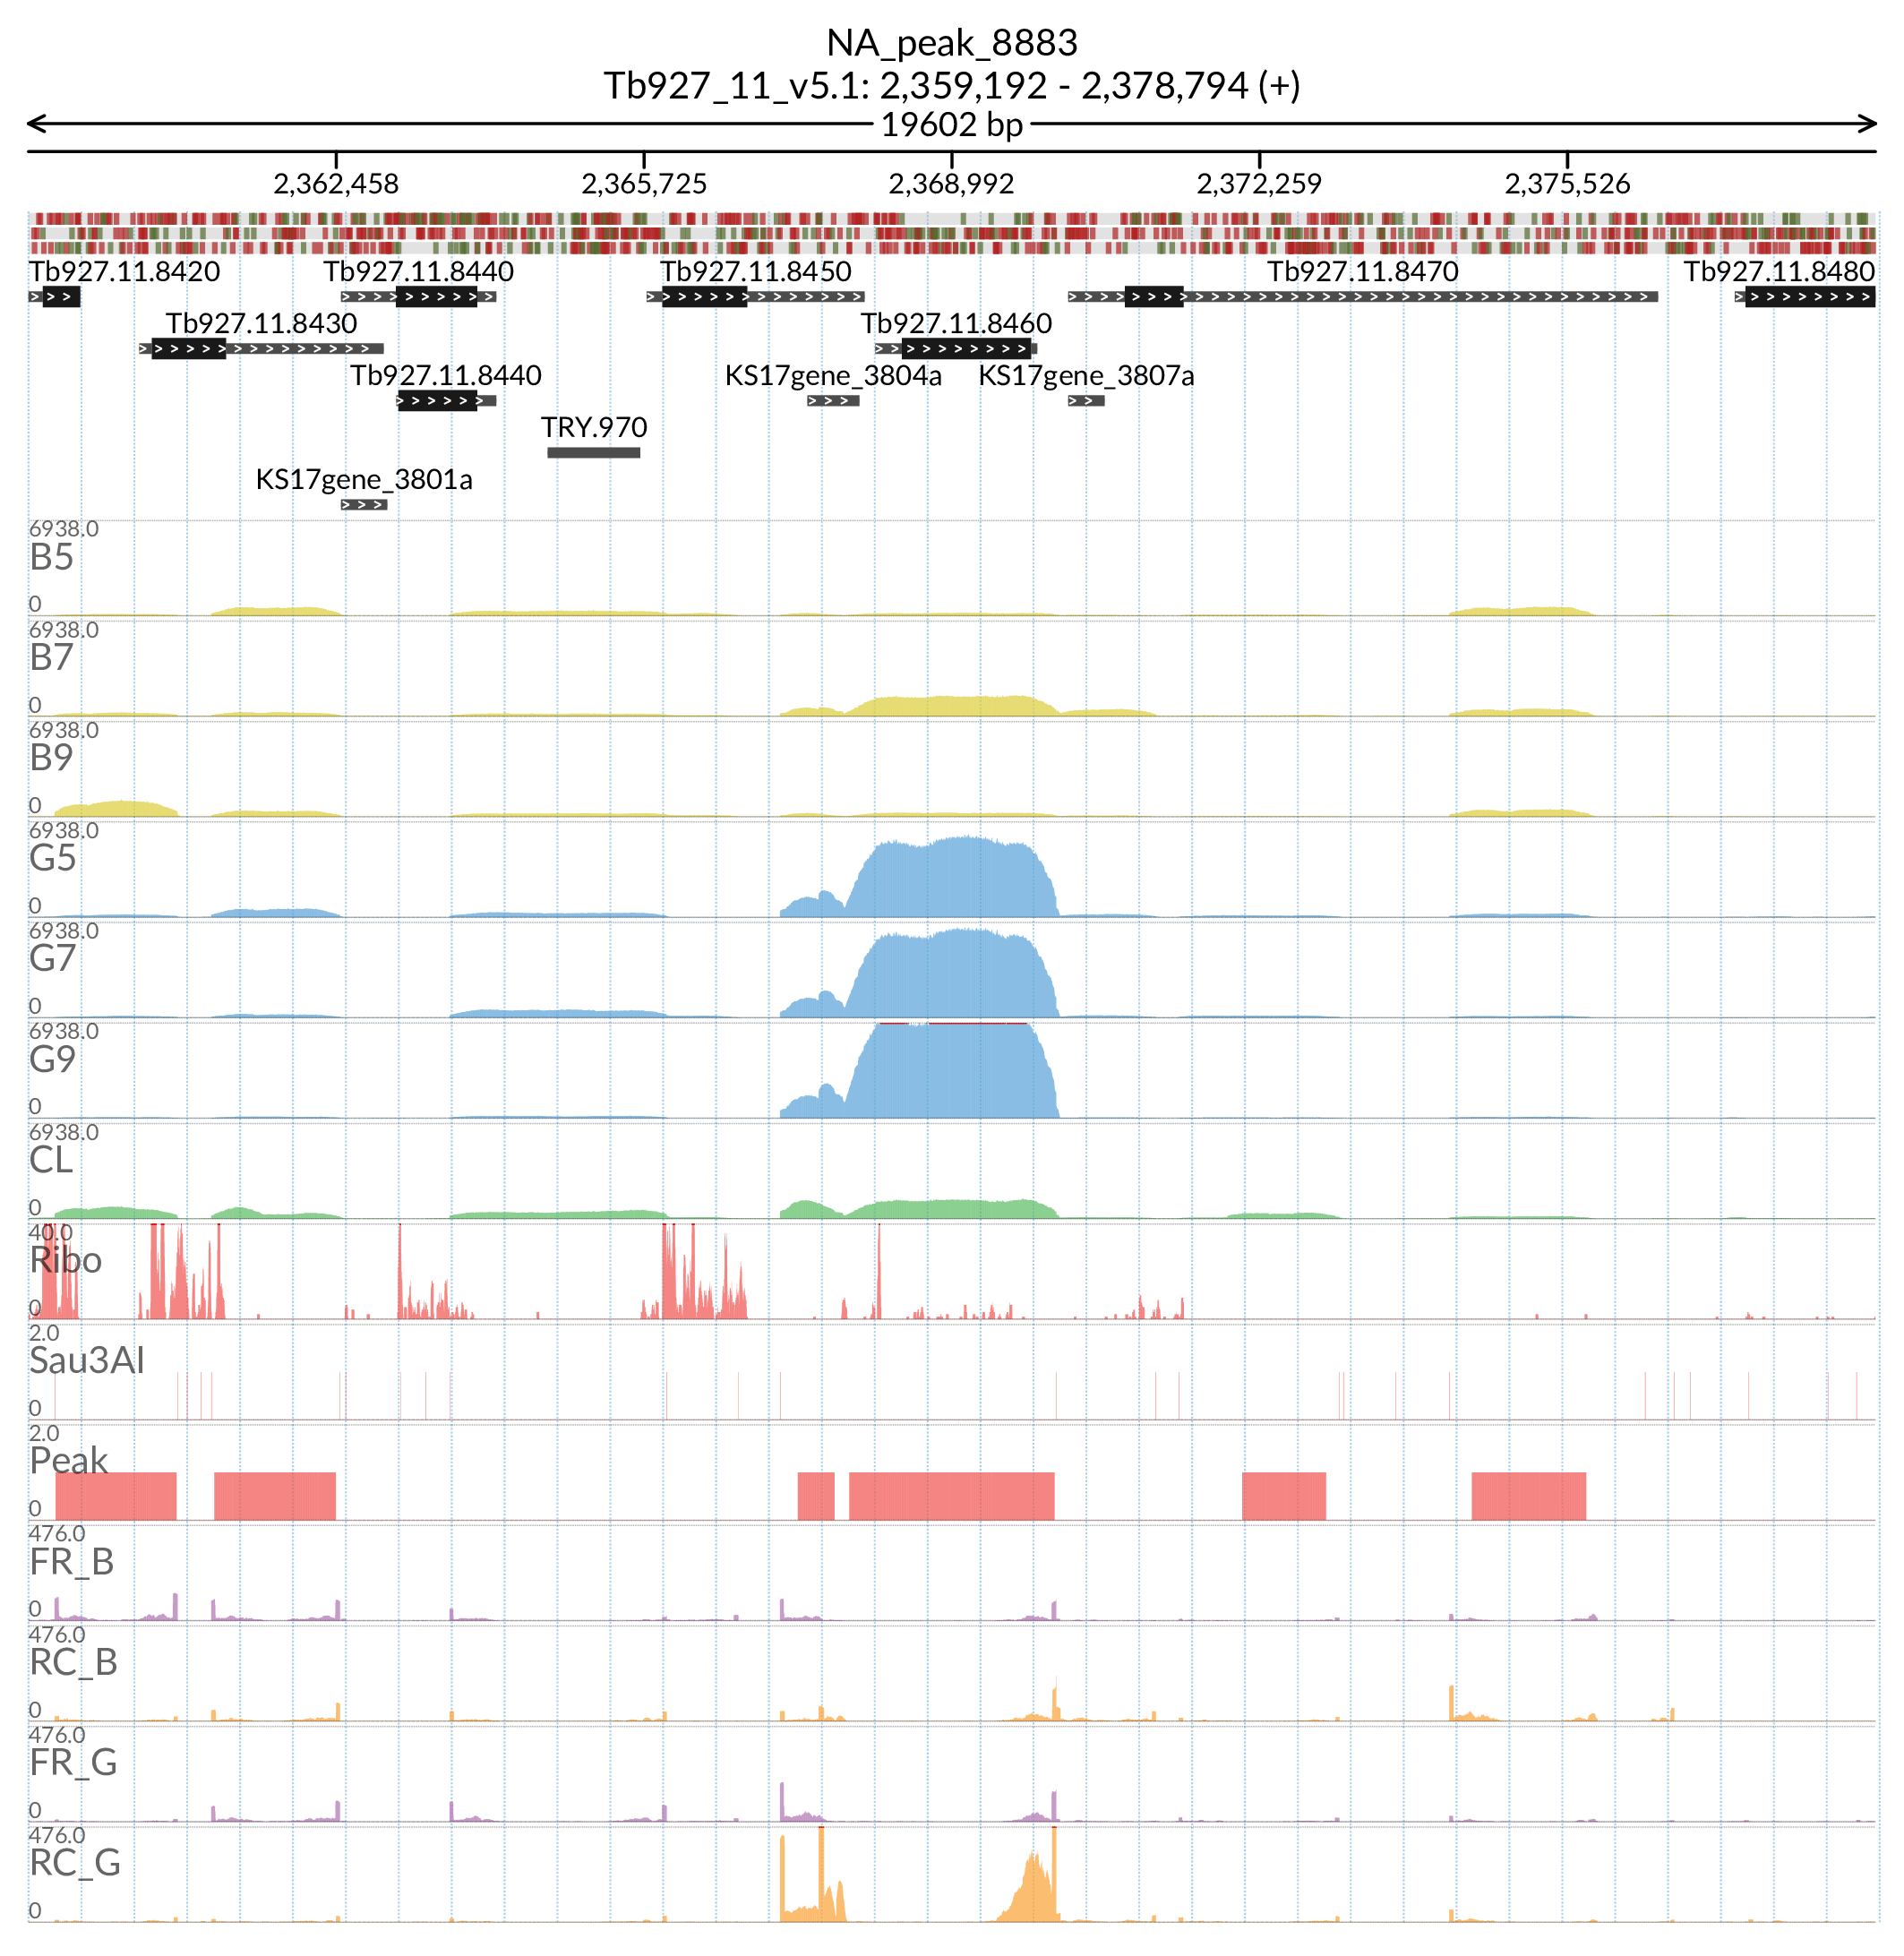 NA_peak_8883
Tb927_11_v5.1: 2,359,192 - 2,378,794 (+)
19602 bp
2,362,458 2,365,725 2,368,992 2,372,259 2,375,526
Tb927.11.8420 Tb927.11.8440 Tb927.11.8450 Tb927.11.8470 Tb927.11.8480
Tb927.11.8430 Tb927.11.8460
Tb927.11.8440 KS17gene_3804a KS17gene_3807a
TRY.970
KS17gene_3801a
6938.0
B5
0
6938.0
B7
0
6938.0
B9
0
6938.0
G5
0
6938.0
G7
0
6938.0
G9
0
6938.0
CL
0
40.0
Ribo
0
2.0
Sau3AI
0
2.0
Peak
0
476.0
FR_B
0
476.0
RC_B
0
476.0
FR_G
0
476.0
RC_G
0